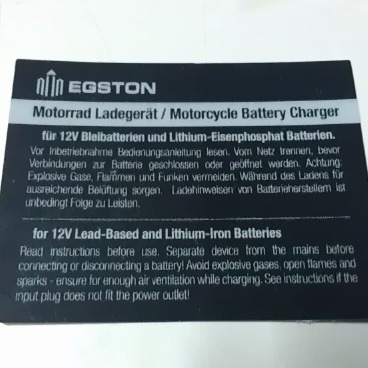 EGSTON
Motorrad Ladegerät / Motorcycle Battery Charger
für 12V Bleibatterien und Lithium-Eisenphosphat Batterien.
Vor Inbetriebnahme Bedienungsanleitung lesen. Vom Netz trennen, bevor
Verbindungen zur Batterie geschlossen oder geöffnet werden. Achtung:
Explosive Gase, Flammen und Funken vermeiden. Während des Ladens für
ausreichende Belüftung sorgen. Ladehinweisen von Batterieherstellern ist
unbedingt Folge zu Leisten.
for 12V Lead-Based and Lithium-Iron Batteries
Read instructions before use. Separate device from the mains before
connecting or disconnecting a battery! Avoid explosive gases, open flames and
sparks - ensure for enough air ventilation while charging. See instructions if the
input plug does not fit the power outlet!